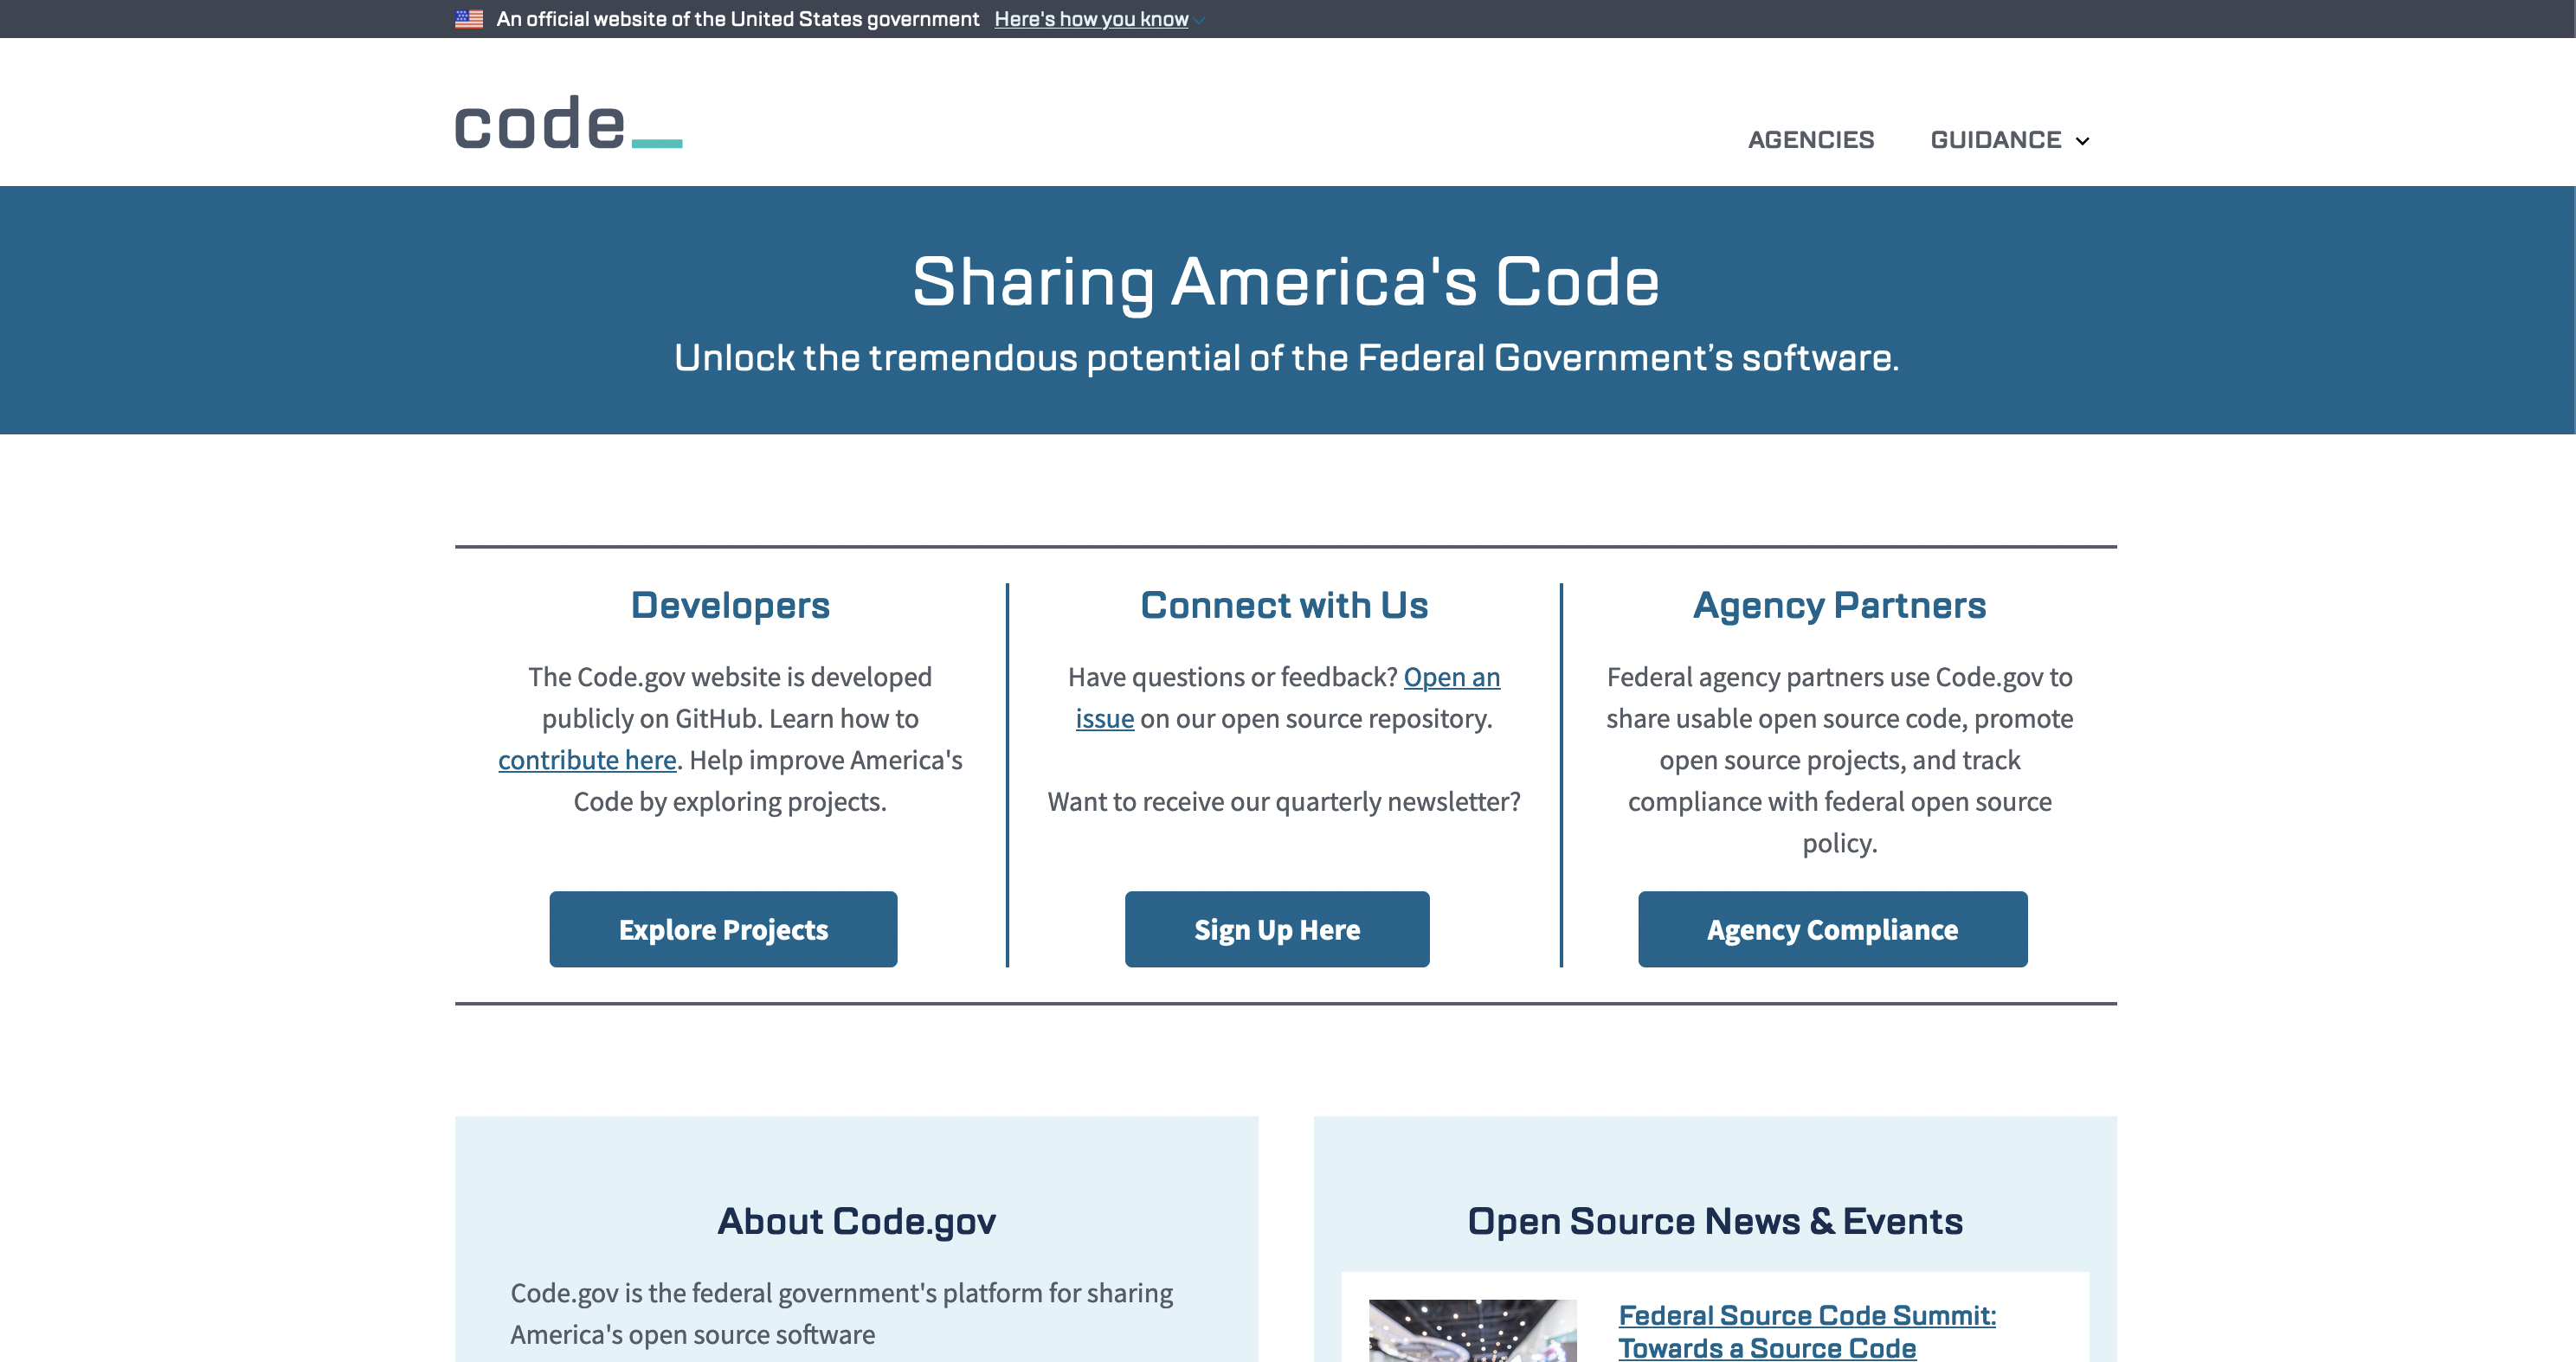 An official website of the United States government Here's how you know
code_
AGENCIES GUIDANCE
Sharing America's Code
Unlock the tremendous potential of the Federal Government’s software.
Developers
The Code.gov website is developed
publicly on GitHub. Learn how to
contribute here. Help improve America's
Code by exploring projects.
Explore Projects
Connect with Us
Have questions or feedback? Open an
issue on our open source repository.
Want to receive our quarterly newsletter?
Sign Up Here
Agency Partners
Federal agency partners use Code.gov to
share usable open source code, promote
open source projects, and track
compliance with federal open source
policy.
Agency Compliance
About Code.gov
Code.gov is the federal government's platform for sharing
America's open source software
Open Source News & Events
Federal Source Code Summit:
Towards a Source Code